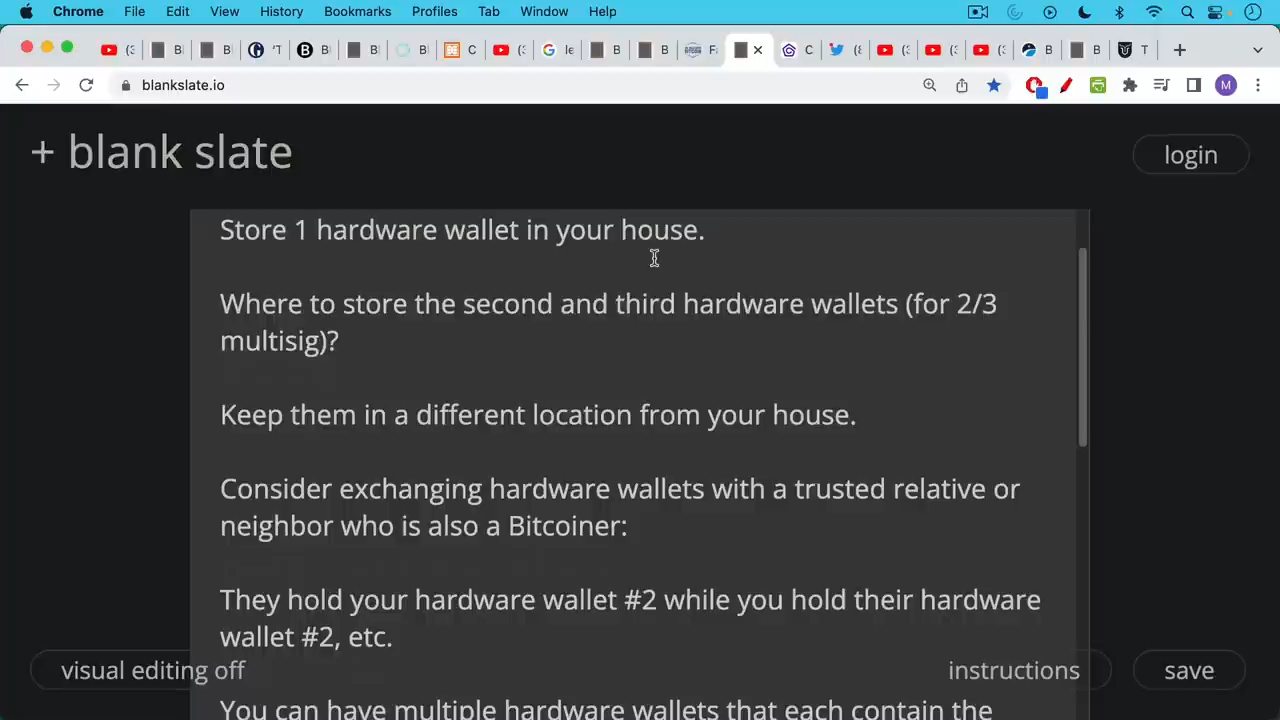 Chrome File Edit View History Bookmarks Profiles Tab Window Help
blankslate.io
M
+ blank slate
login
Store 1 hardware wallet in your house.
Where to store the second and third hardware wallets (for 2/3
multisig)?
Keep them in a different location from your house.
Consider exchanging hardware wallets with a trusted relative or
neighbor who is also a Bitcoiner:
They hold your hardware wallet #2 while you hold their hardware
wallet #2, etc.
visual editing off
instructions
save
You can have multiple hardware wallets that each contain the